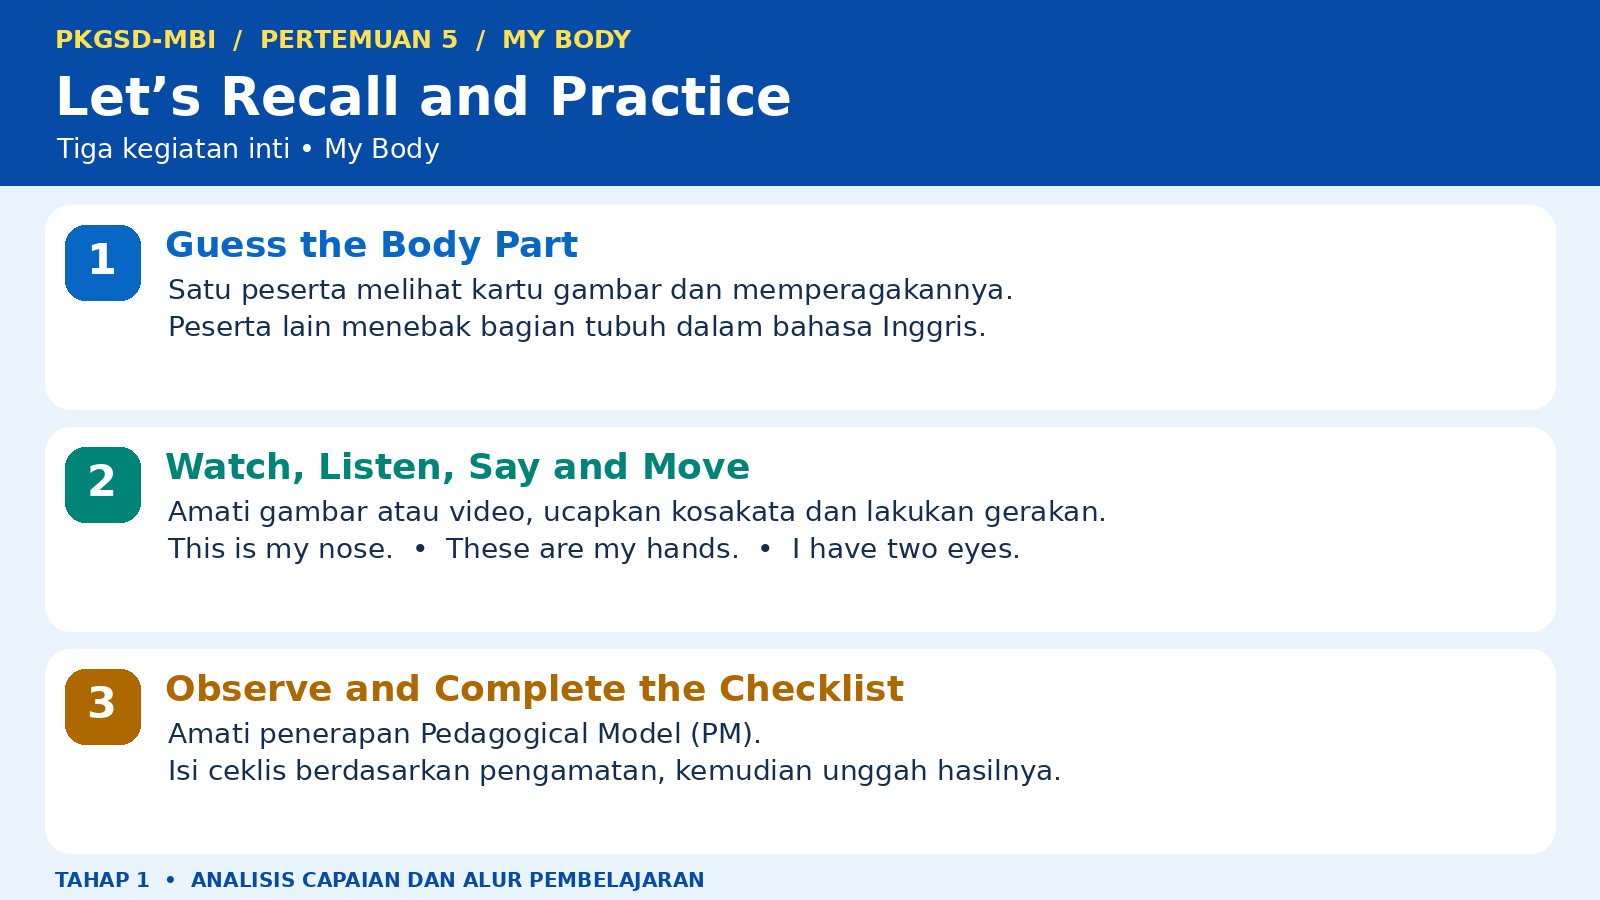 PKGSD-MBI / PERTEMUAN 5 / MY BODY
Let’s Recall and Practice
Tiga kegiatan inti • My Body
1
Guess the Body Part
Satu peserta melihat kartu gambar dan memperagakannya.
Peserta lain menebak bagian tubuh dalam bahasa Inggris.
2
Watch, Listen, Say and Move
Amati gambar atau video, ucapkan kosakata dan lakukan gerakan.
This is my nose. • These are my hands. • I have two eyes.
3
Observe and Complete the Checklist
Amati penerapan Pedagogical Model (PM).
Isi ceklis berdasarkan pengamatan, kemudian unggah hasilnya.
TAHAP 1 • ANALISIS CAPAIAN DAN ALUR PEMBELAJARAN